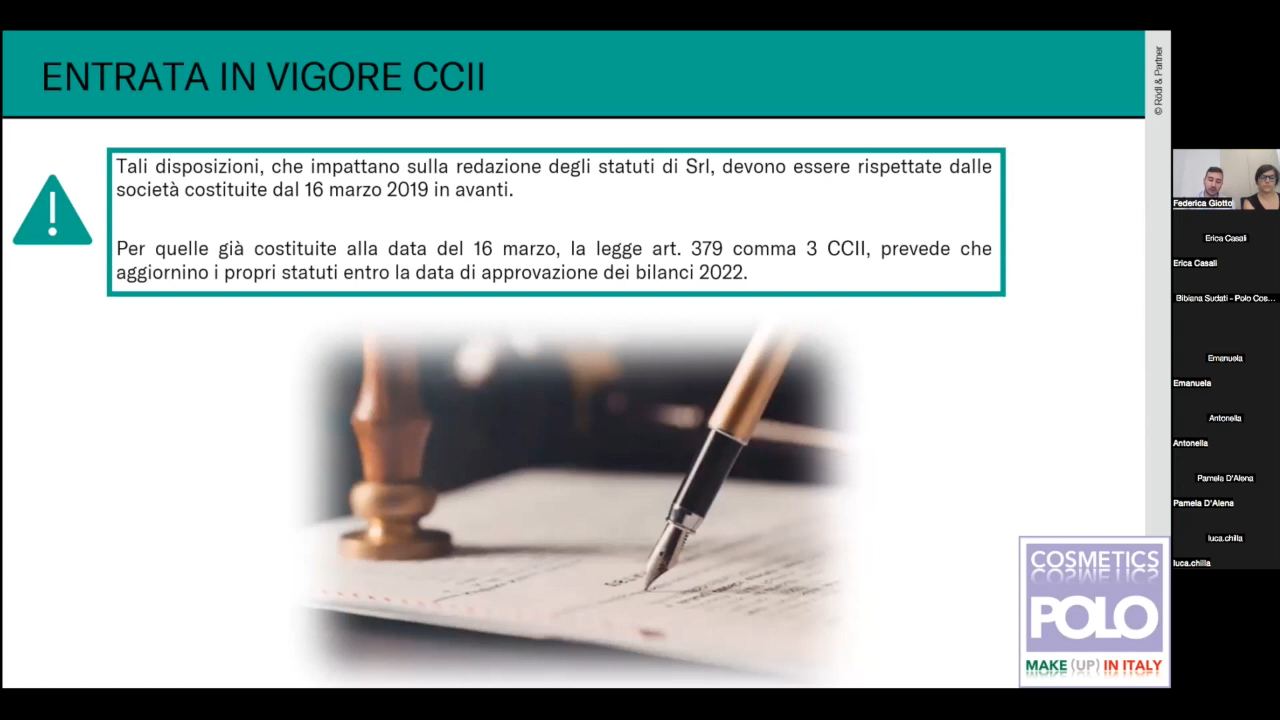 ENTRATA IN VIGORE CCII
© Rödl & Partner
Tali disposizioni, che impattano sulla redazione degli statuti di Srl, devono essere rispettate dalle
società costituite dal 16 marzo 2019 in avanti.
Per quelle già costituite alla data del 16 marzo, la legge art. 379 comma 3 CCII, prevede che
aggiornino i propri statuti entro la data di approvazione dei bilanci 2022.
COSMETICS
POLO
MAKE (UP) IN ITALY
Federica Giotto
Erica Casali
Erica Casali
Bibiana Sudati - Polo Cos...
Emanuela
Emanuela
Antonella
Antonella
Pamela D'Alena
Pamela D'Alena
luca.chilla
luca.chilla